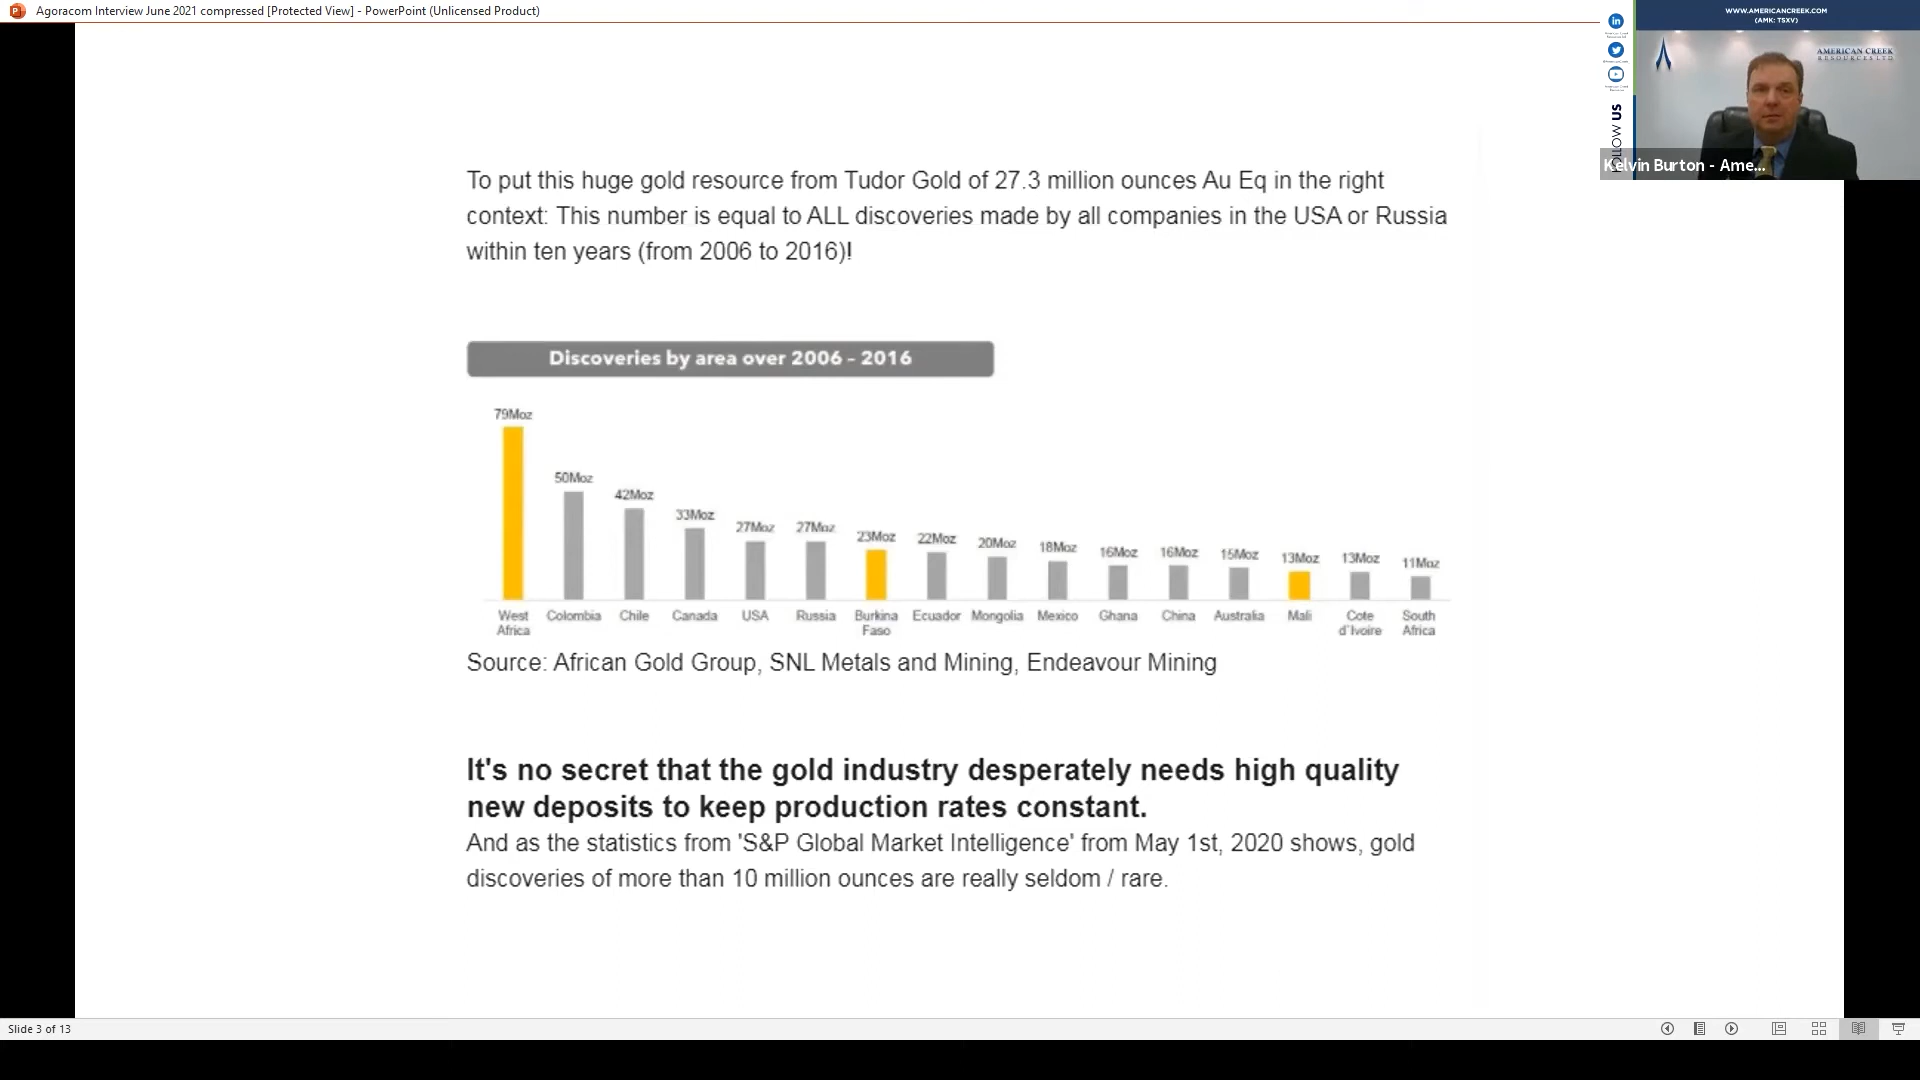 Agoracom Interview June 2021 compressed [Protected View] - PowerPoint (Unlicensed Product)
WWW.AMERICANCREEK.COM
(AMK: TSXV)
AMERICAN CREEK
RESOURCES LTD
FOLLOW US
Kelvin Burton - Ame...
To put this huge gold resource from Tudor Gold of 27.3 million ounces Au Eq in the right
context: This number is equal to ALL discoveries made by all companies in the USA or Russia
within ten years (from 2006 to 2016)!
Discoveries by area over 2006 - 2016
79Moz
50Moz
42Moz
33Moz
27Moz
27Moz
23Moz
22Moz
20Moz
18Moz
16Moz
16Moz
15Moz
13Moz
13Moz
11Moz
West
Africa
Colombia
Chile
Canada
USA
Russia
Burkina
Faso
Ecuador
Mongolia
Mexico
Ghana
China
Australia
Mali
Cote
d'Ivoire
South
Africa
Source: African Gold Group, SNL Metals and Mining, Endeavour Mining
It's no secret that the gold industry desperately needs high quality
new deposits to keep production rates constant.
And as the statistics from 'S&P Global Market Intelligence' from May 1st, 2020 shows, gold
discoveries of more than 10 million ounces are really seldom / rare.
Slide 3 of 13